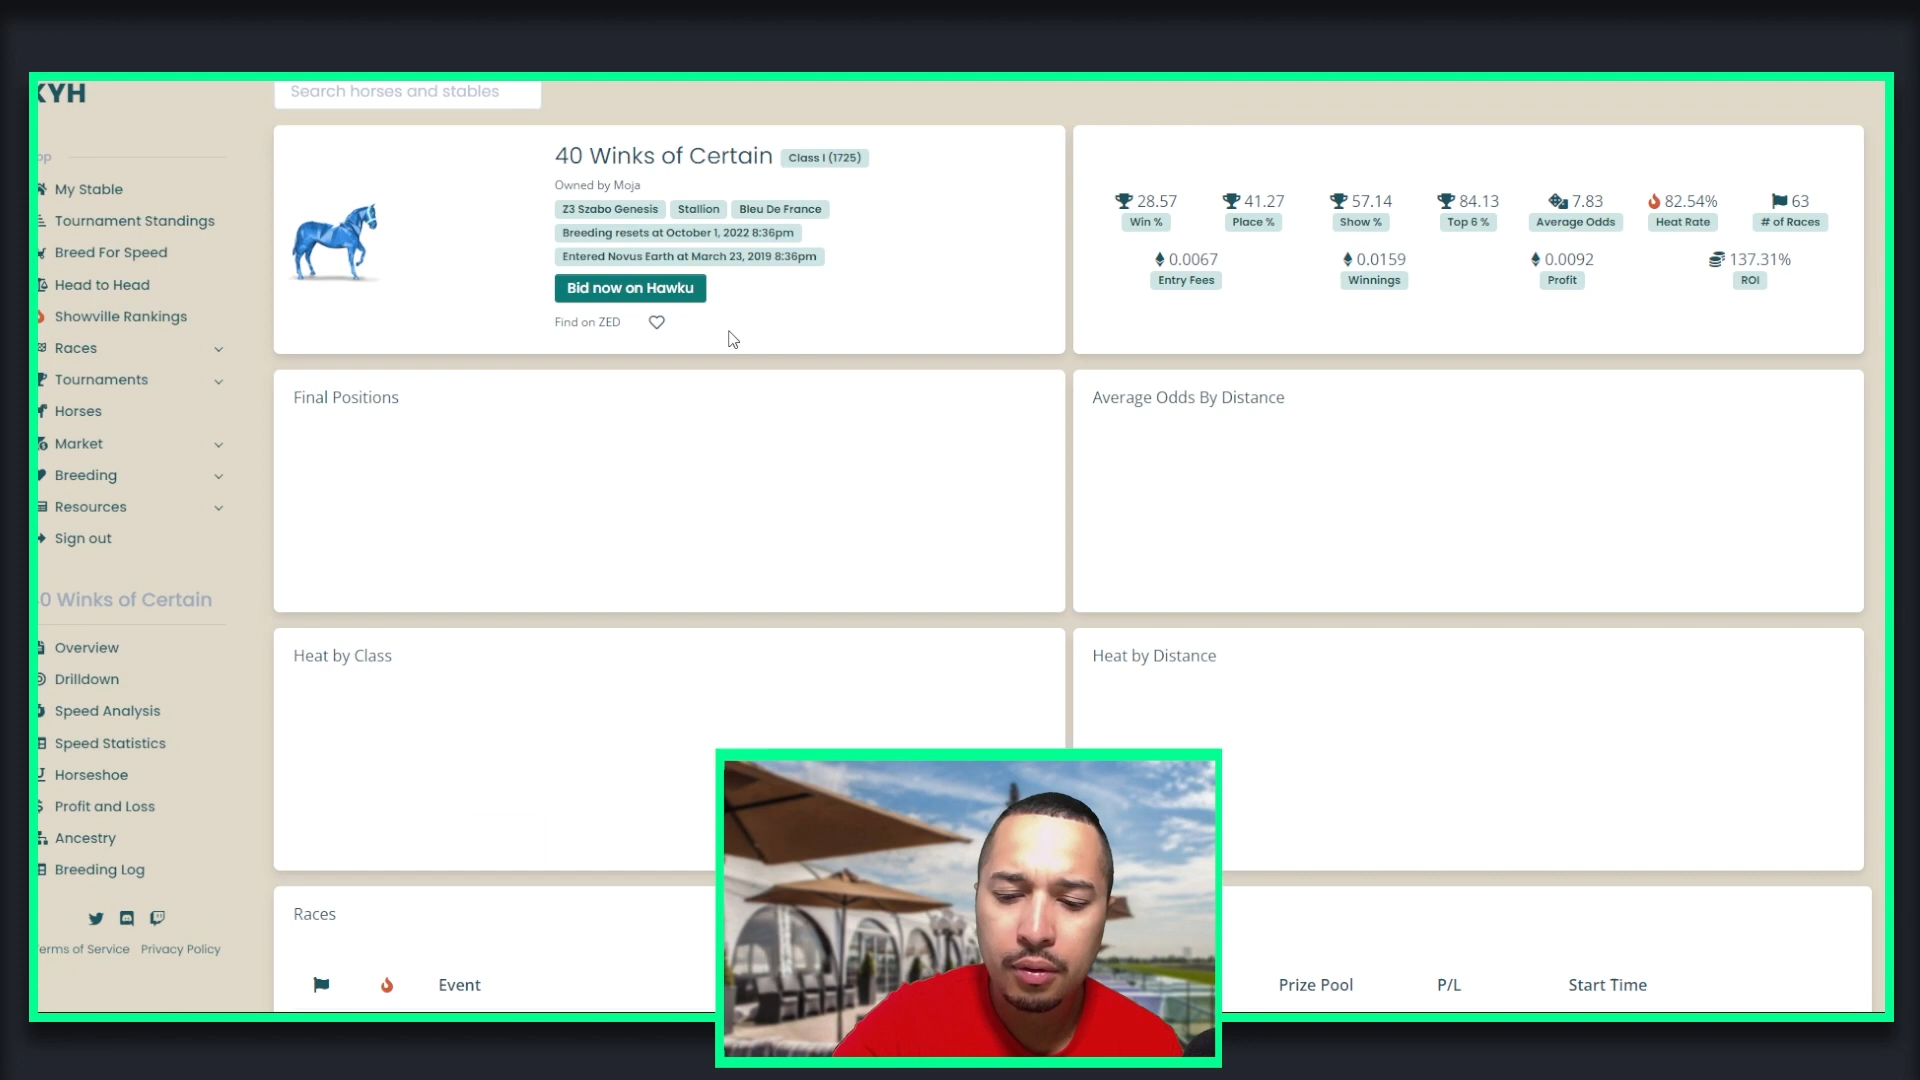 KYH
Search horses and stables
My Stable
Tournament Standings
Breed For Speed
Head to Head
Showville Rankings
Races
Tournaments
Horses
Market
Breeding
Resources
Sign out
40 Winks of Certain
Overview
Drilldown
Speed Analysis
Speed Statistics
Horseshoe
Profit and Loss
Ancestry
Breeding Log
Terms of Service Privacy Policy
40 Winks of Certain Class I (1725)
Owned by Moja
Z3 Szabo Genesis Stallion Bleu De France
Breeding resets at October 1, 2022 8:36pm
Entered Novus Earth at March 23, 2019 8:36pm
Bid now on Hawku
Find on ZED
28.57 41.27 57.14 84.13 7.83 82.54% 63
Win % Place % Show % Top 6 % Average Odds Heat Rate # of Races
0.0067 0.0159 0.0092 137.31%
Entry Fees Winnings Profit ROI
Final Positions
Average Odds By Distance
Heat by Class
Heat by Distance
Races
Event Prize Pool P/L Start Time